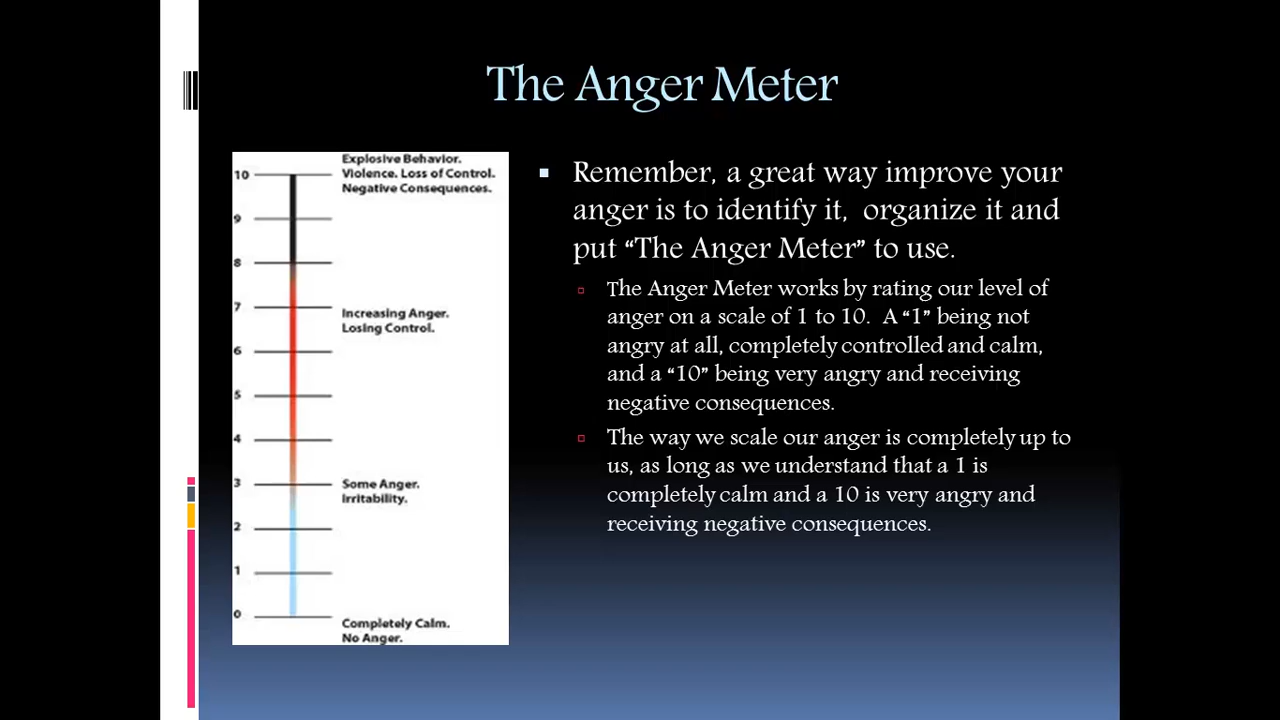 The Anger Meter
10
Explosive Behavior.
Violence. Loss of Control.
Negative Consequences.
9
8
7
Increasing Anger.
Losing Control.
6
5
4
3
Some Anger.
Irritability.
2
1
0
Completely Calm.
No Anger.
Remember, a great way improve your
anger is to identify it, organize it and
put “The Anger Meter” to use.
The Anger Meter works by rating our level of
anger on a scale of 1 to 10. A “1” being not
angry at all, completely controlled and calm,
and a “10” being very angry and receiving
negative consequences.
The way we scale our anger is completely up to
us, as long as we understand that a 1 is
completely calm and a 10 is very angry and
receiving negative consequences.